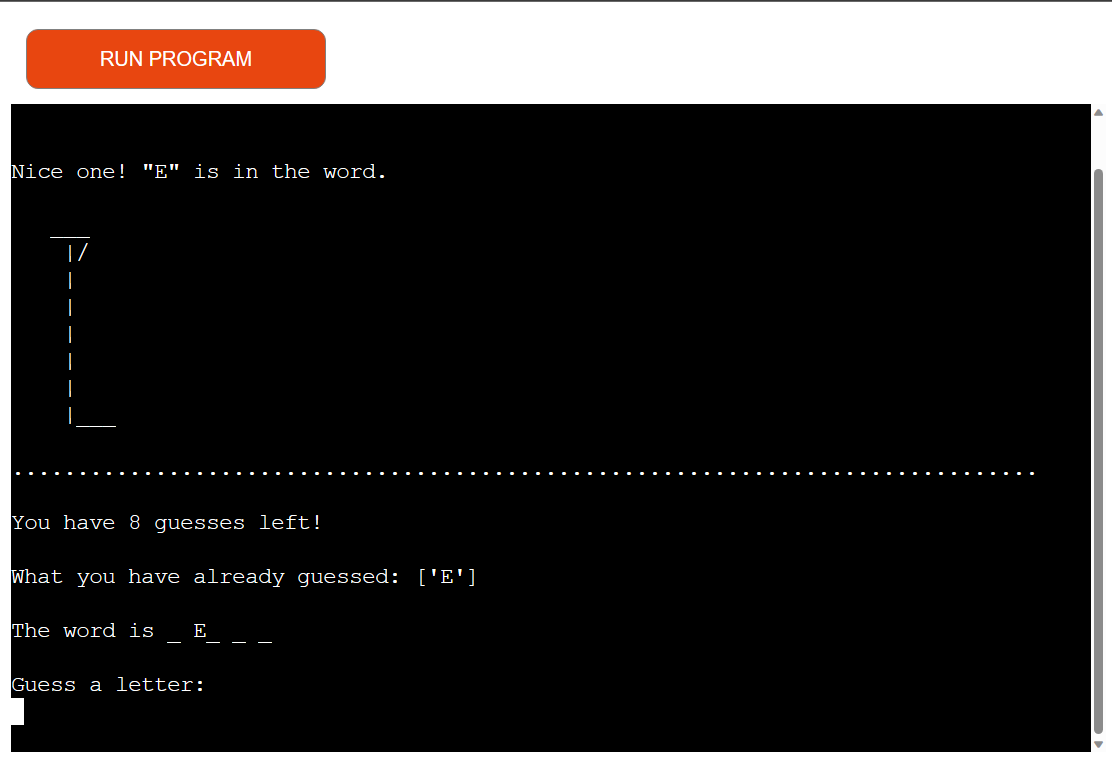 RUN PROGRAM
Nice one! "E" is in the word.
   ___
    |/
    |
    |
    |
    |
    |
    |___
...............................................................................
You have 8 guesses left!
What you have already guessed: ['E']
The word is _ E_ _ _
Guess a letter: